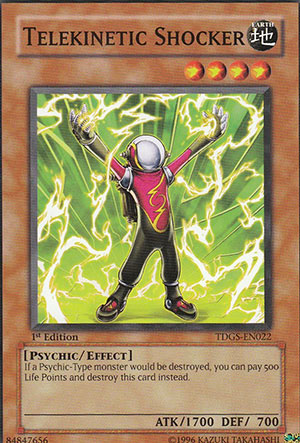 TELEKINETIC SHOCKER
EARTH
地
1st Edition TDGS-EN022
[PSYCHIC/EFFECT]
If a Psychic-Type monster would be destroyed, you can pay 500
Life Points and destroy this card instead.
ATK/1700 DEF/ 700
84847656 ©1996 KAZUKI TAKAHASHI